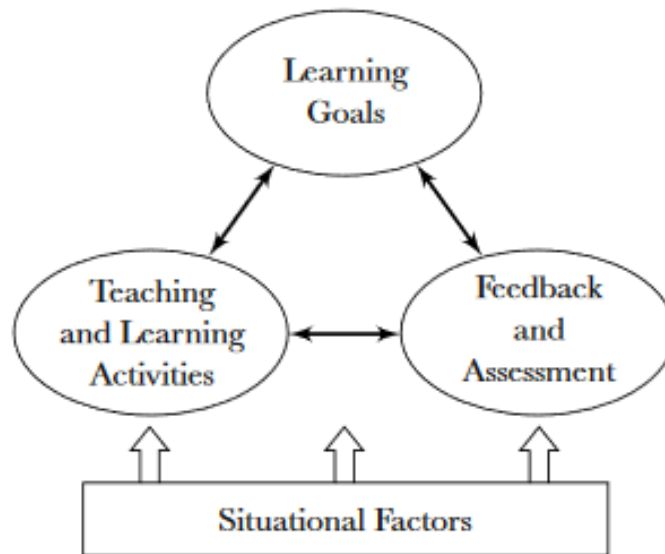 Learning
Goals
Teaching
and Learning
Activities
Feedback
and
Assessment
Situational Factors